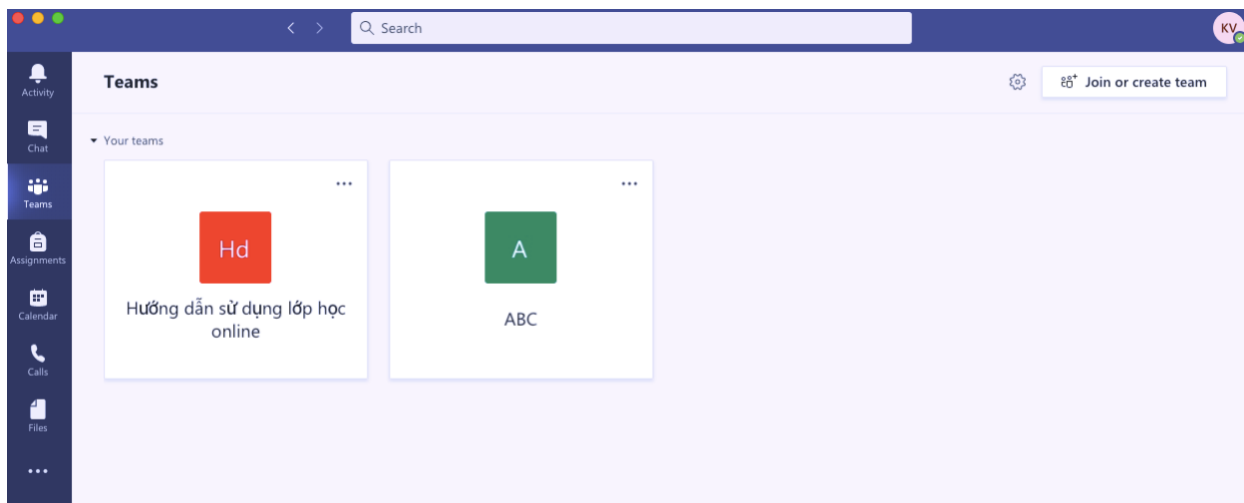 Search
KV
Activity
Chat
Teams
Assignments
Calendar
Calls
Files
Teams
Join or create team
Your teams
Hd
Hướng dẫn sử dụng lớp học
online
A
ABC